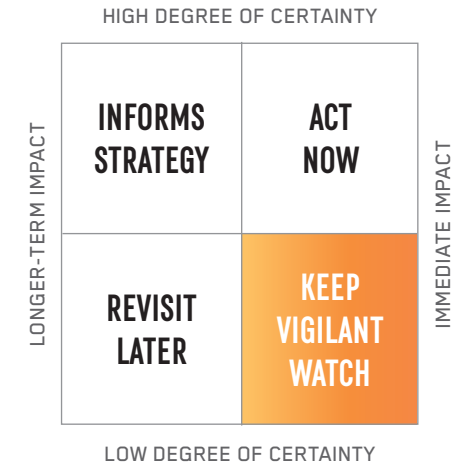 HIGH DEGREE OF CERTAINTY
LONGER-TERM IMPACT
INFORMS
STRATEGY
ACT
NOW
IMMEDIATE IMPACT
REVISIT
LATER
KEEP
VIGILANT
WATCH
LOW DEGREE OF CERTAINTY